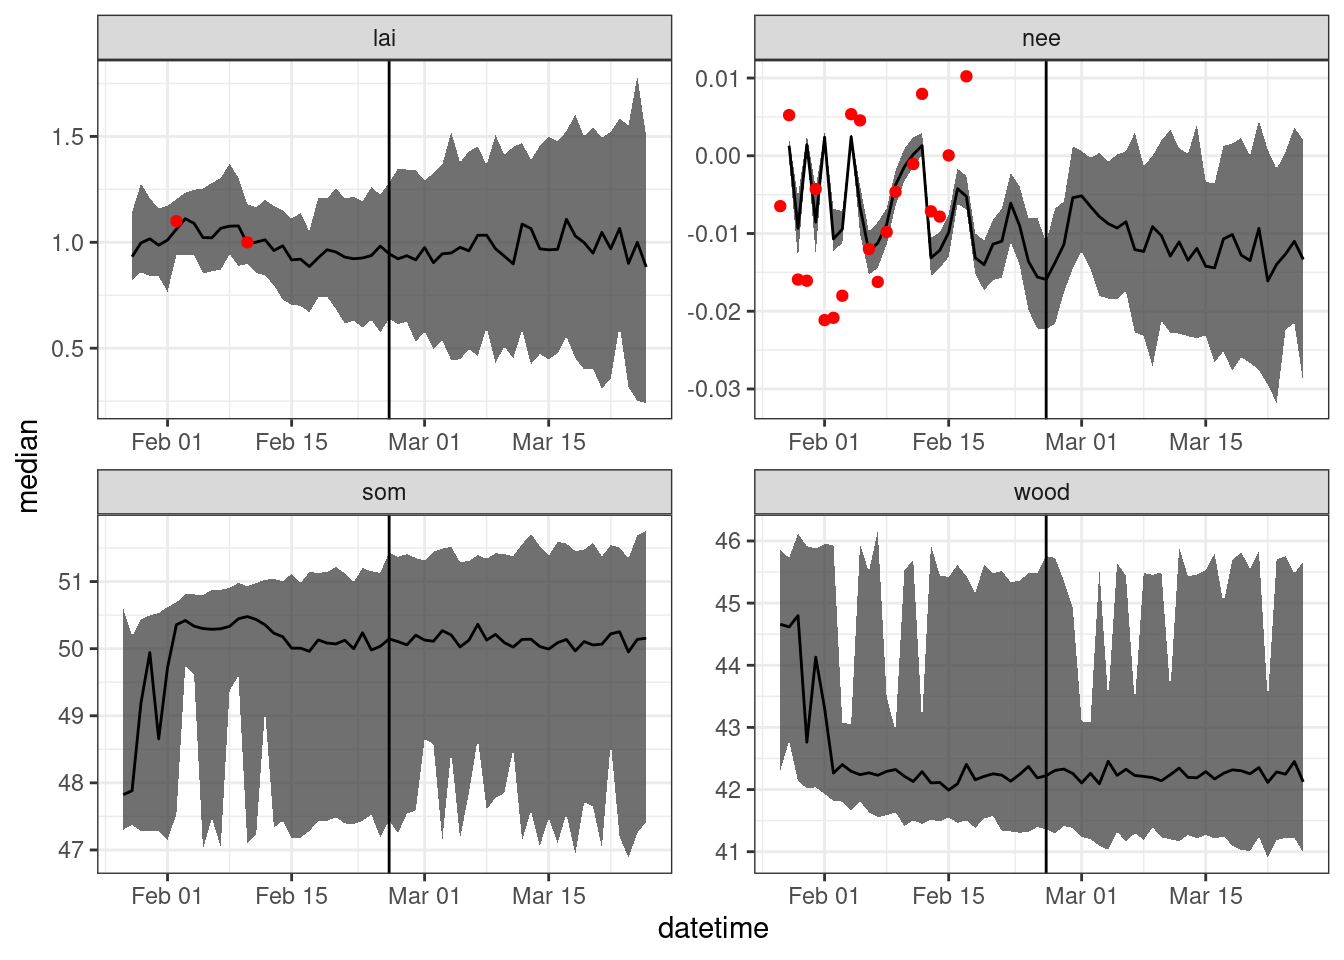 lai
nee
1.5
1.0
0.5
0.01
0.00
-0.01
-0.02
-0.03
Feb 01 Feb 15 Mar 01 Mar 15
Feb 01 Feb 15 Mar 01 Mar 15
median
som
wood
51
50
49
48
47
46
45
44
43
42
41
Feb 01 Feb 15 Mar 01 Mar 15
Feb 01 Feb 15 Mar 01 Mar 15
datetime